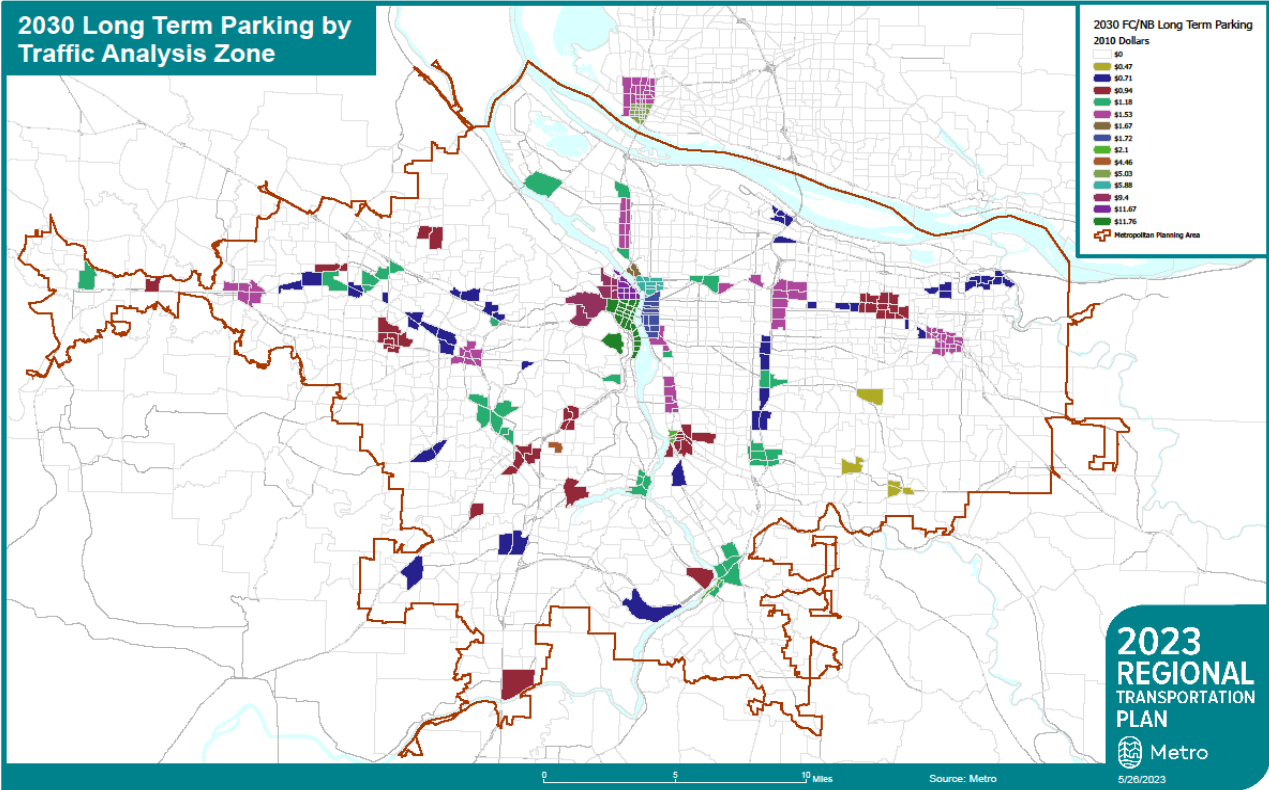 2030 Long Term Parking by
Traffic Analysis Zone
2030 FC/NB Long Term Parking
2010 Dollars
$0
$0.47
$0.71
$0.94
$1.18
$1.53
$1.67
$1.72
$2.1
$4.46
$5.03
$5.88
$9.4
$11.67
$11.76
Metropolitan Planning Area
2023
REGIONAL
TRANSPORTATION
PLAN
Metro
0 5 10 Miles
Source: Metro
5/26/2023